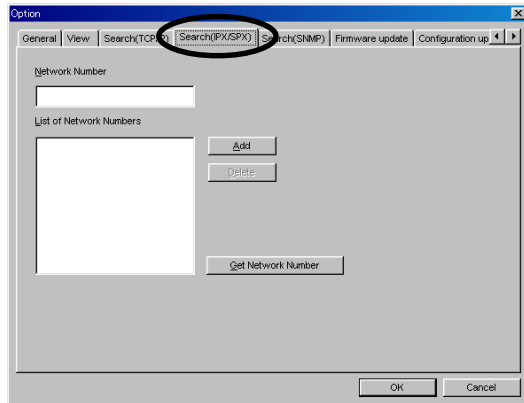 Option
General View Search(TCP/IP) Search(IPX/SPX) Search(SNMP) Firmware update Configuration up
Network Number
List of Network Numbers
Add
Delete
Get Network Number
OK Cancel